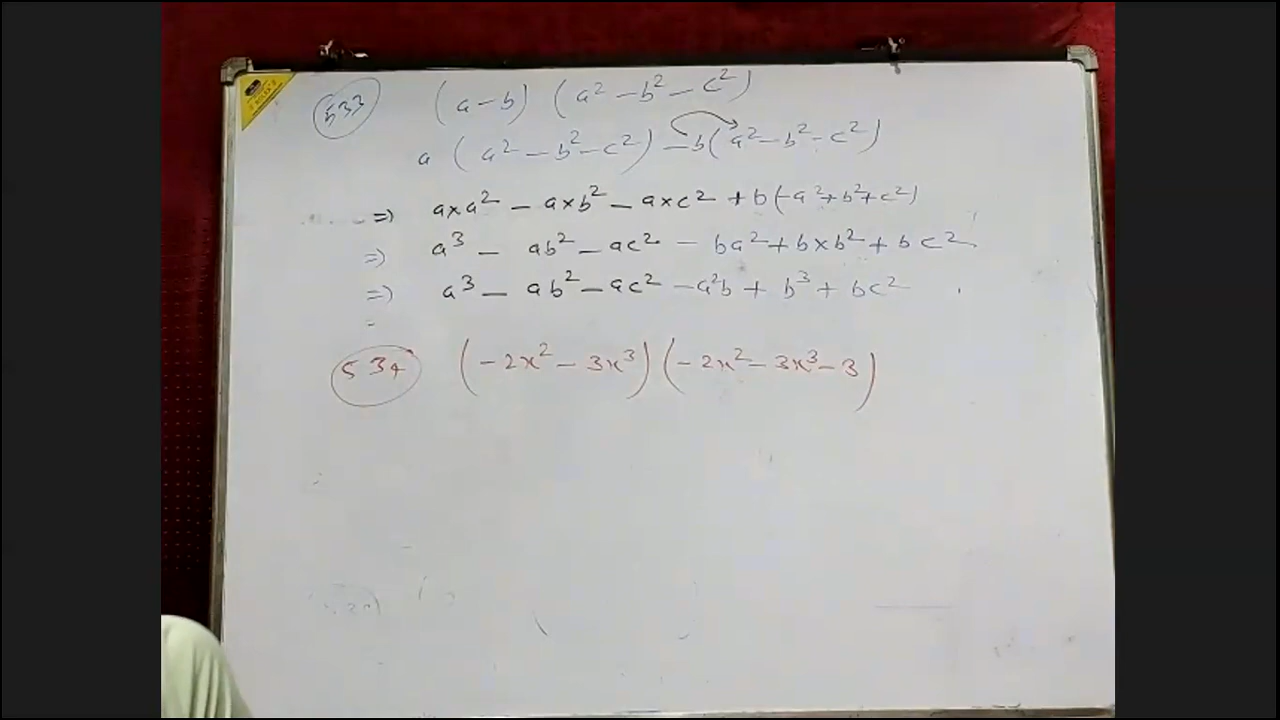 533 (a-b) (a²-b²-c²)
a (a²-b²-c²) -b(a²-b²-c²)
=) a×a² - a×b² - a×c² + b(-a²+b²+c²)
=) a³ - ab² - ac² - ba² + b×b² + bc²
=) a³ - ab² - ac² - a²b + b³ + bc²
534 (-2x² - 3x³) (-2x² - 3x³ - 3)